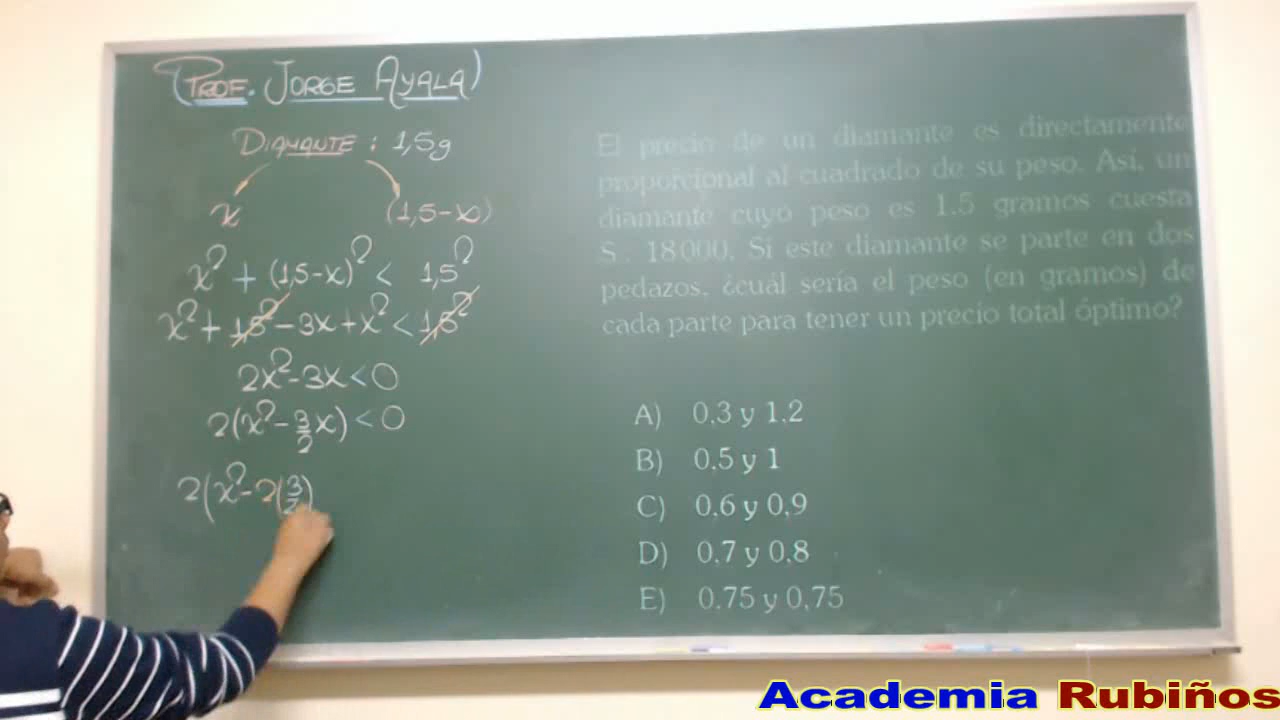 (PROF. JORGE AYALA)
DIAMANTE : 1,5g
x (1,5-x)
x² + (1,5-x)² < 1,5²
x² + 1,5² - 3x + x² < 1,5²
2x² - 3x < 0
2(x² - 3/2 x) < 0
2(x² - 2(3/
El precio de un diamante es directamente
proporcional al cuadrado de su peso. Así, un
diamante cuyo peso es 1.5 gramos cuesta
S/. 18 000. Si este diamante se parte en dos
pedazos, ¿cuál sería el peso (en gramos) de
cada parte para tener un precio total óptimo?
A) 0,3 y 1,2
B) 0,5 y 1
C) 0,6 y 0,9
D) 0,7 y 0,8
E) 0,75 y 0,75
Academia Rubiños